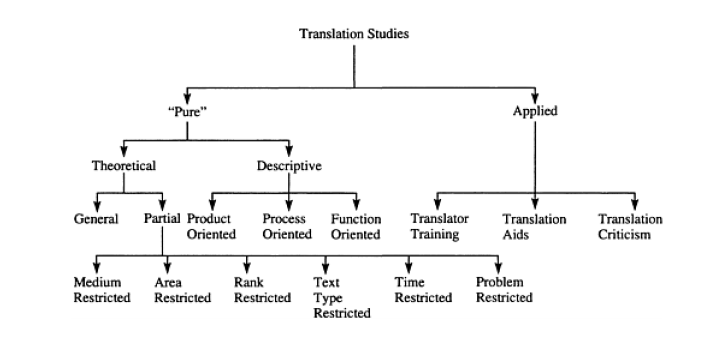 Translation Studies
“Pure”
Applied
Theoretical
Descriptive
General
Partial
Product
Oriented
Process
Oriented
Function
Oriented
Translator
Training
Translation
Aids
Translation
Criticism
Medium
Restricted
Area
Restricted
Rank
Restricted
Text
Type
Restricted
Time
Restricted
Problem
Restricted